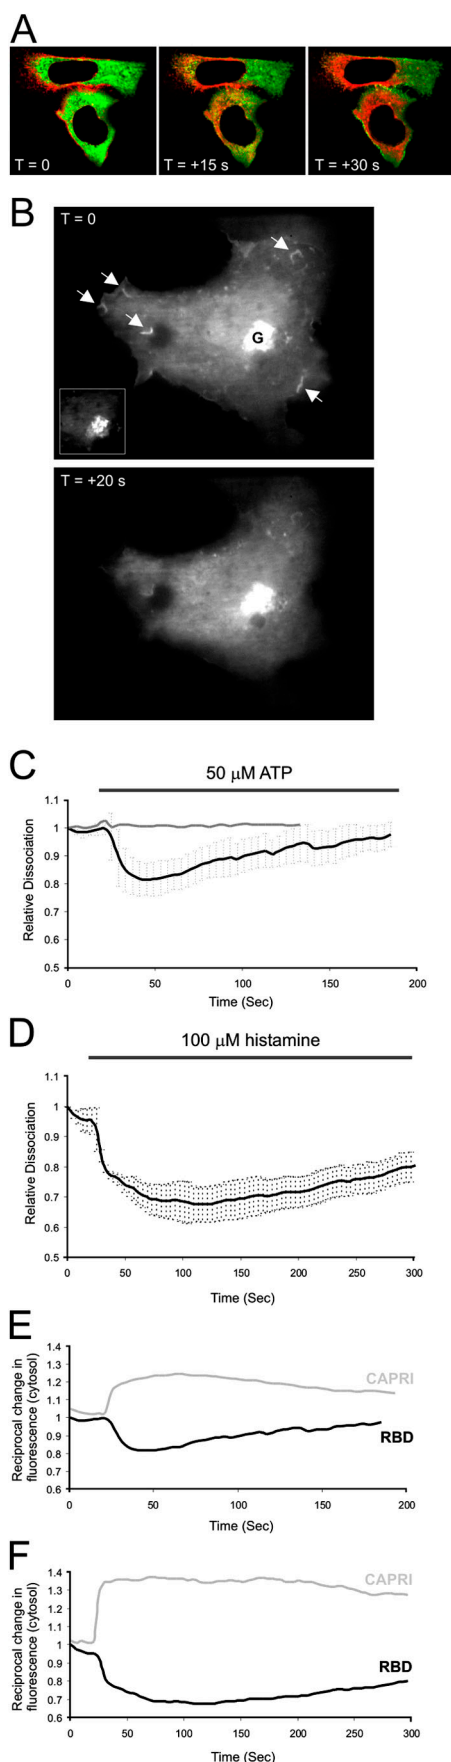 A
T = 0
T = +15 s
T = +30 s
B
T = 0
G
T = +20 s
C
50 μM ATP
1.1
1
0.9
0.8
0.7
0.6
0.5
Relative Dissociation
0
50
100
150
200
Time (Sec)
D
100 μM histamine
1.1
1
0.9
0.8
0.7
0.6
0.5
Relative Dissociation
0
50
100
150
200
250
300
Time (Sec)
E
1.4
1.3
1.2
1.1
1
0.9
0.8
0.7
0.6
Reciprocal change in
fluorescence (cytosol)
CAPRI
RBD
0
50
100
150
200
Time (Sec)
F
1.4
1.3
1.2
1.1
1
0.9
0.8
0.7
0.6
Reciprocal change in
fluorescence (cytosol)
CAPRI
RBD
0
50
100
150
200
250
300
Time (Sec)